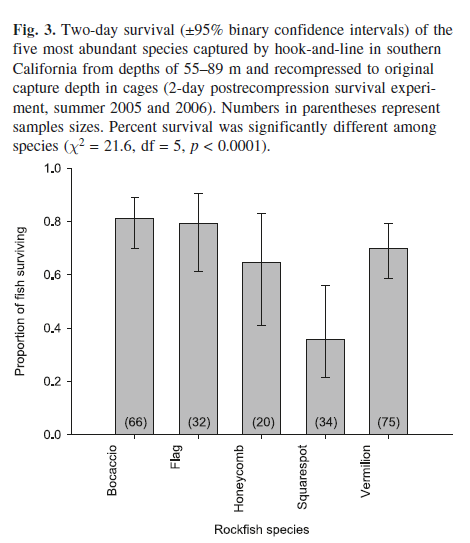 Fig. 3. Two-day survival (±95% binary confidence intervals) of the
five most abundant species captured by hook-and-line in southern
California from depths of 55–89 m and recompressed to original
capture depth in cages (2-day postrecompression survival experi-
ment, summer 2005 and 2006). Numbers in parentheses represent
samples sizes. Percent survival was significantly different among
species (χ² = 21.6, df = 5, p < 0.0001).
1.0
0.8
0.6
0.4
0.2
0.0
Proportion of fish surviving
(66) (32) (20) (34) (75)
Bocaccio
Flag
Honeycomb
Squarespot
Vermilion
Rockfish species